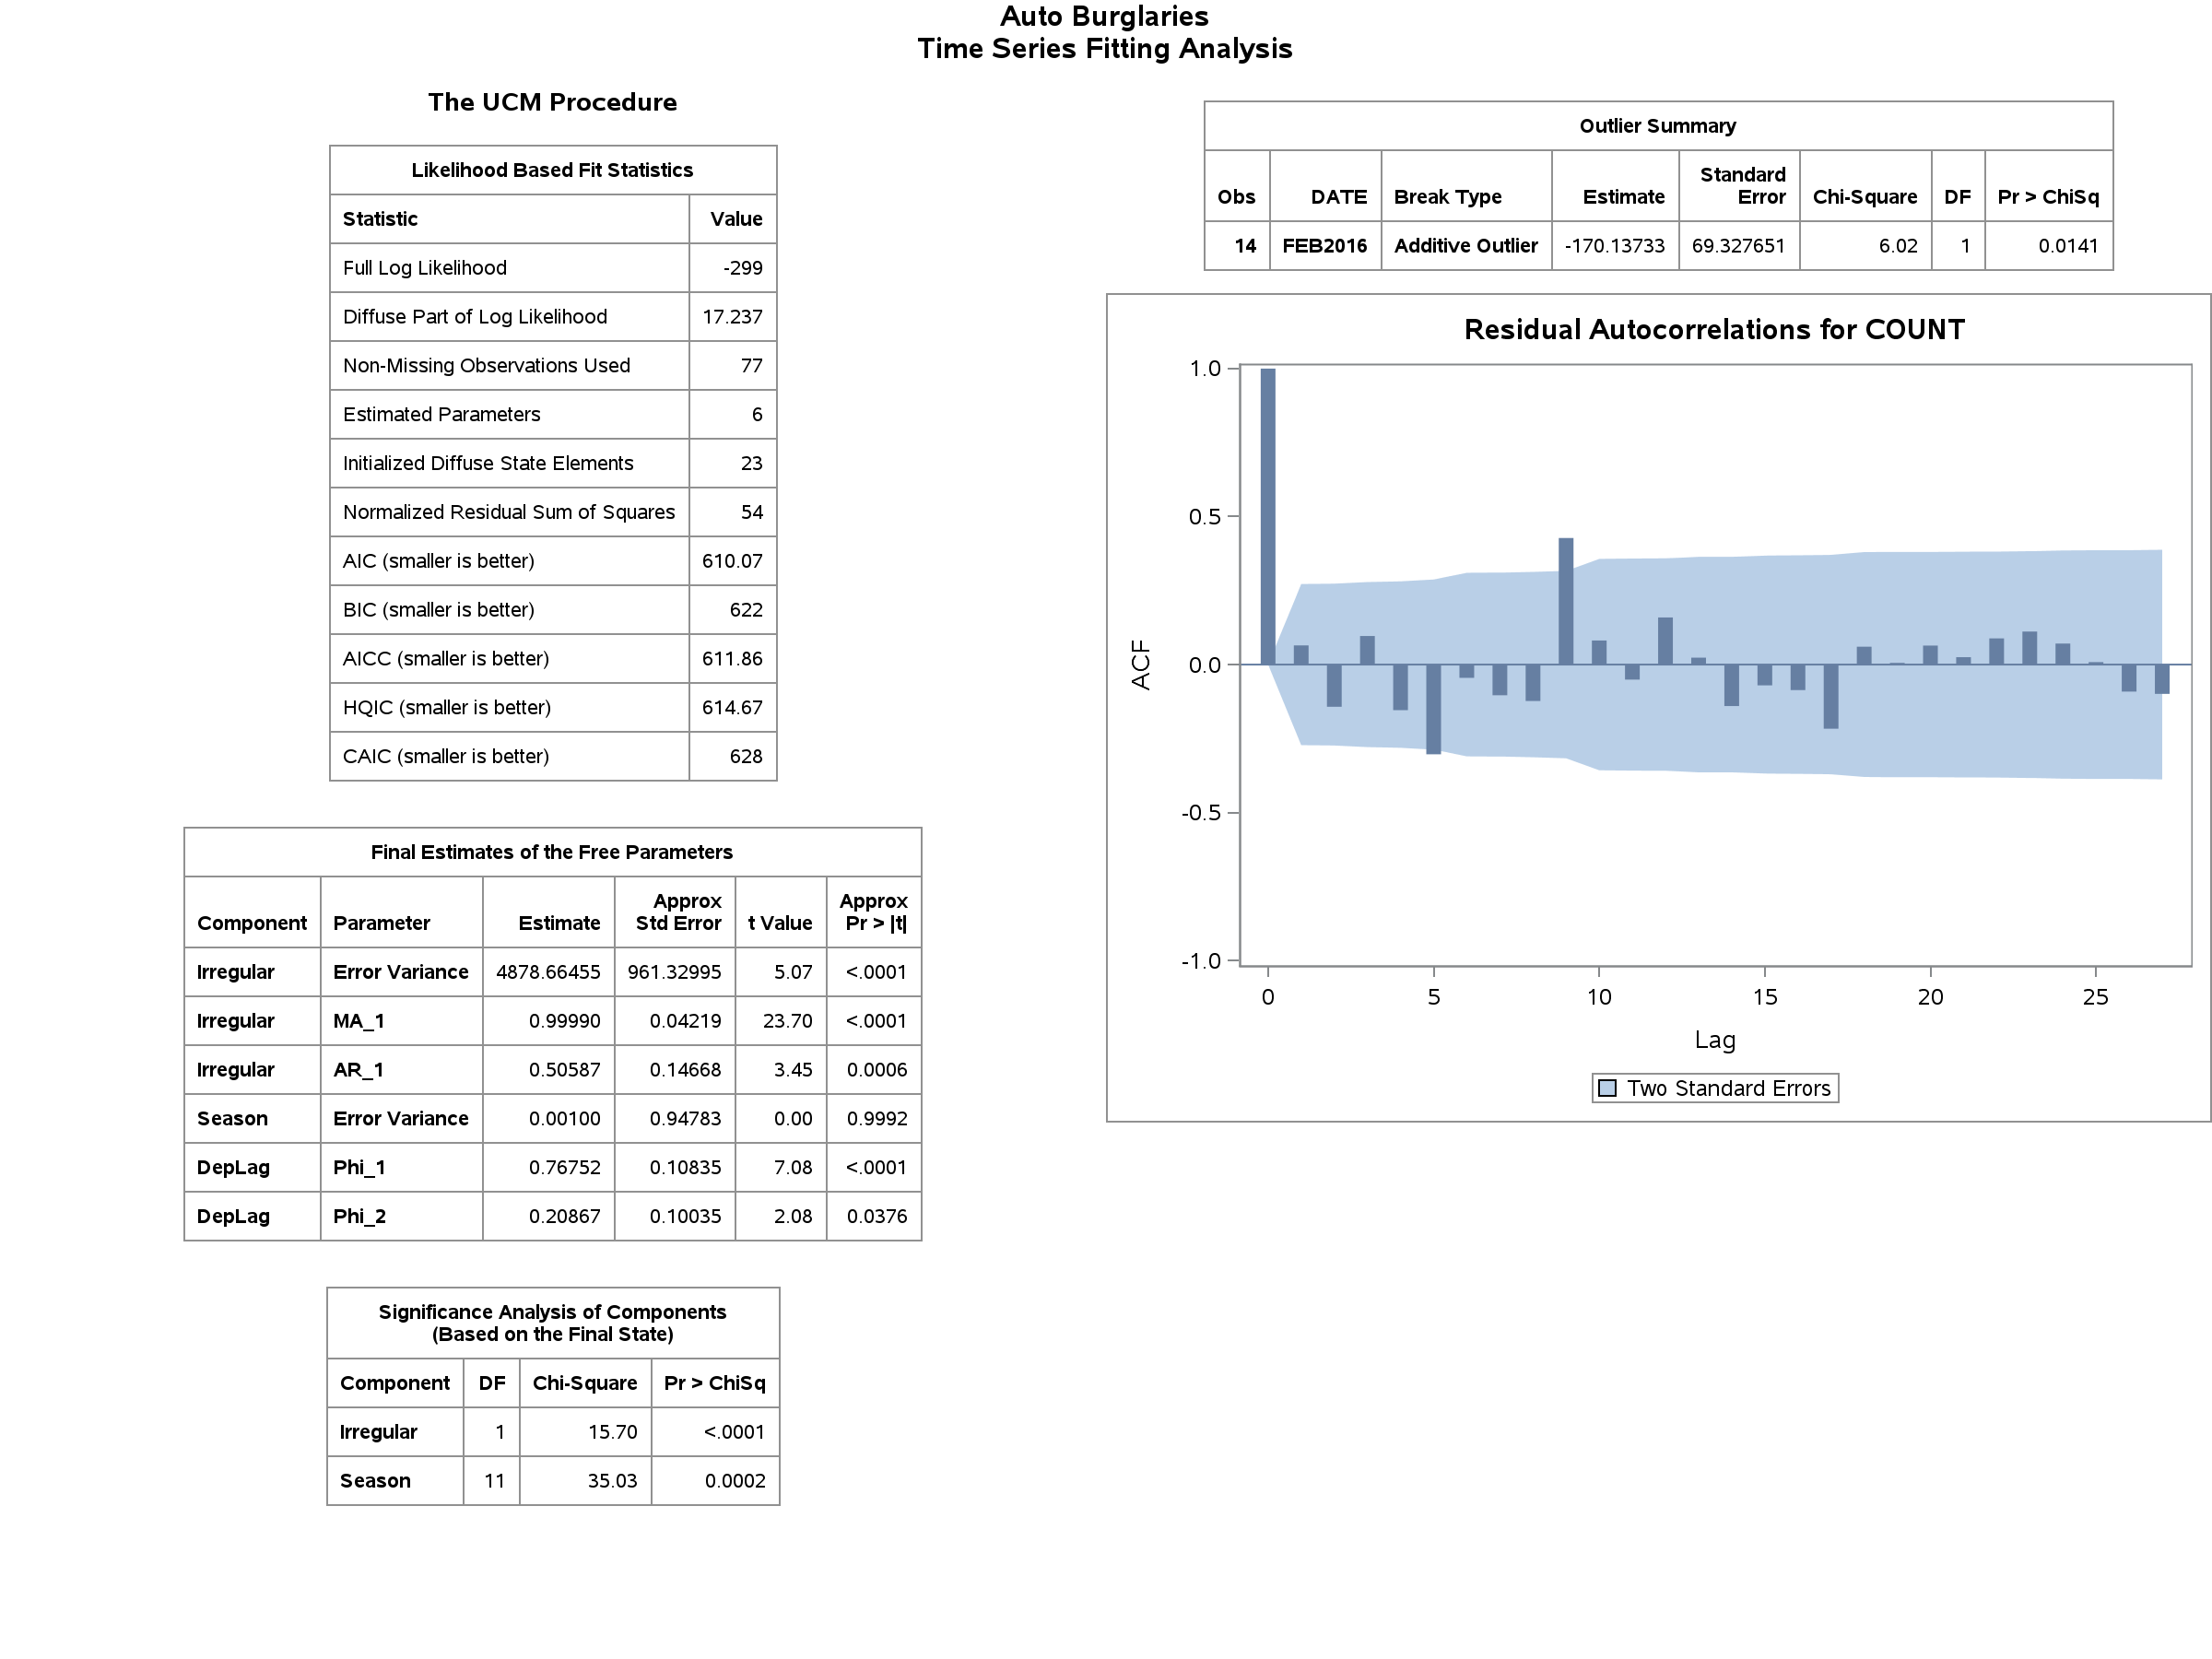 Auto Burglaries
Time Series Fitting Analysis
The UCM Procedure
Likelihood Based Fit Statistics
Statistic Value
Full Log Likelihood -299
Diffuse Part of Log Likelihood 17.237
Non-Missing Observations Used 77
Estimated Parameters 6
Initialized Diffuse State Elements 23
Normalized Residual Sum of Squares 54
AIC (smaller is better) 610.07
BIC (smaller is better) 622
AICC (smaller is better) 611.86
HQIC (smaller is better) 614.67
CAIC (smaller is better) 628
Final Estimates of the Free Parameters
Component Parameter Estimate Approx Std Error t Value Approx Pr > |t|
Irregular Error Variance 4878.66455 961.32995 5.07 <.0001
Irregular MA_1 0.99990 0.04219 23.70 <.0001
Irregular AR_1 0.50587 0.14668 3.45 0.0006
Season Error Variance 0.00100 0.94783 0.00 0.9992
DepLag Phi_1 0.76752 0.10835 7.08 <.0001
DepLag Phi_2 0.20867 0.10035 2.08 0.0376
Significance Analysis of Components
(Based on the Final State)
Component DF Chi-Square Pr > ChiSq
Irregular 1 15.70 <.0001
Season 11 35.03 0.0002
Outlier Summary
Obs DATE Break Type Estimate Standard Error Chi-Square DF Pr > ChiSq
14 FEB2016 Additive Outlier -170.13733 69.327651 6.02 1 0.0141
Residual Autocorrelations for COUNT
1.0
0.5
0.0
-0.5
-1.0
ACF
0 5 10 15 20 25
Lag
Two Standard Errors